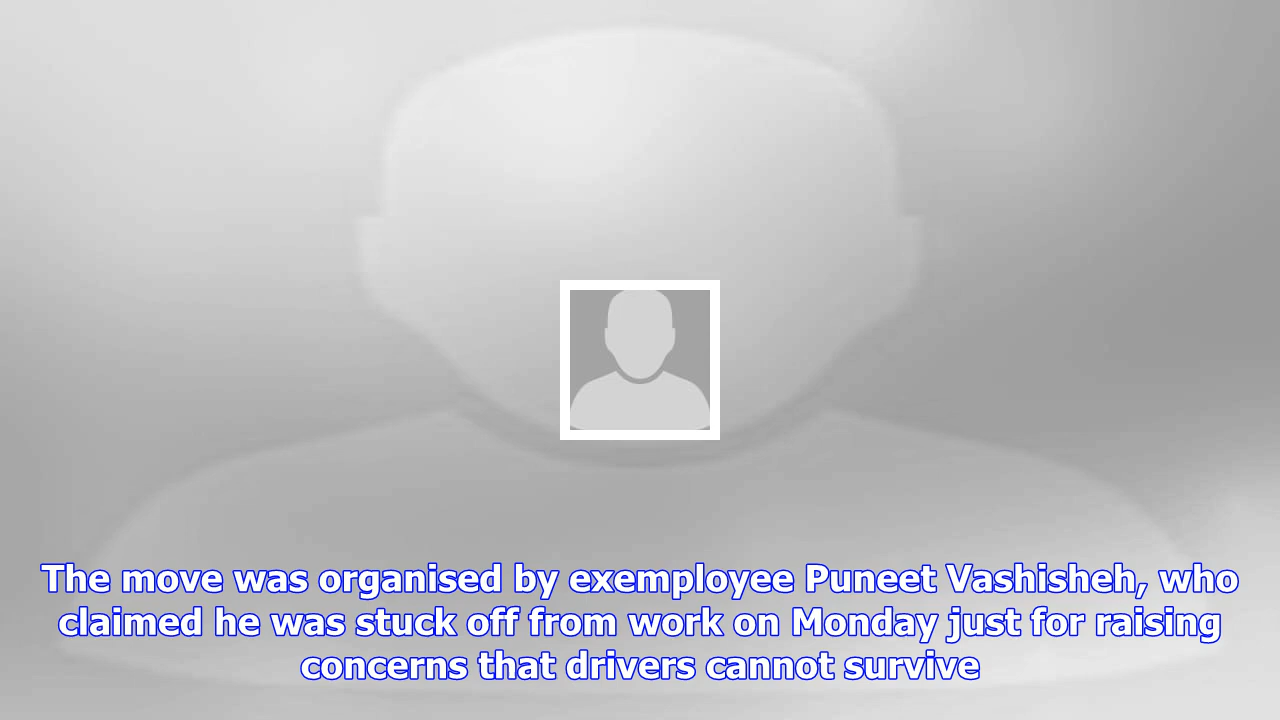 The move was organised by exemployee Puneet Vashisheh, who
claimed he was stuck off from work on Monday just for raising
concerns that drivers cannot survive